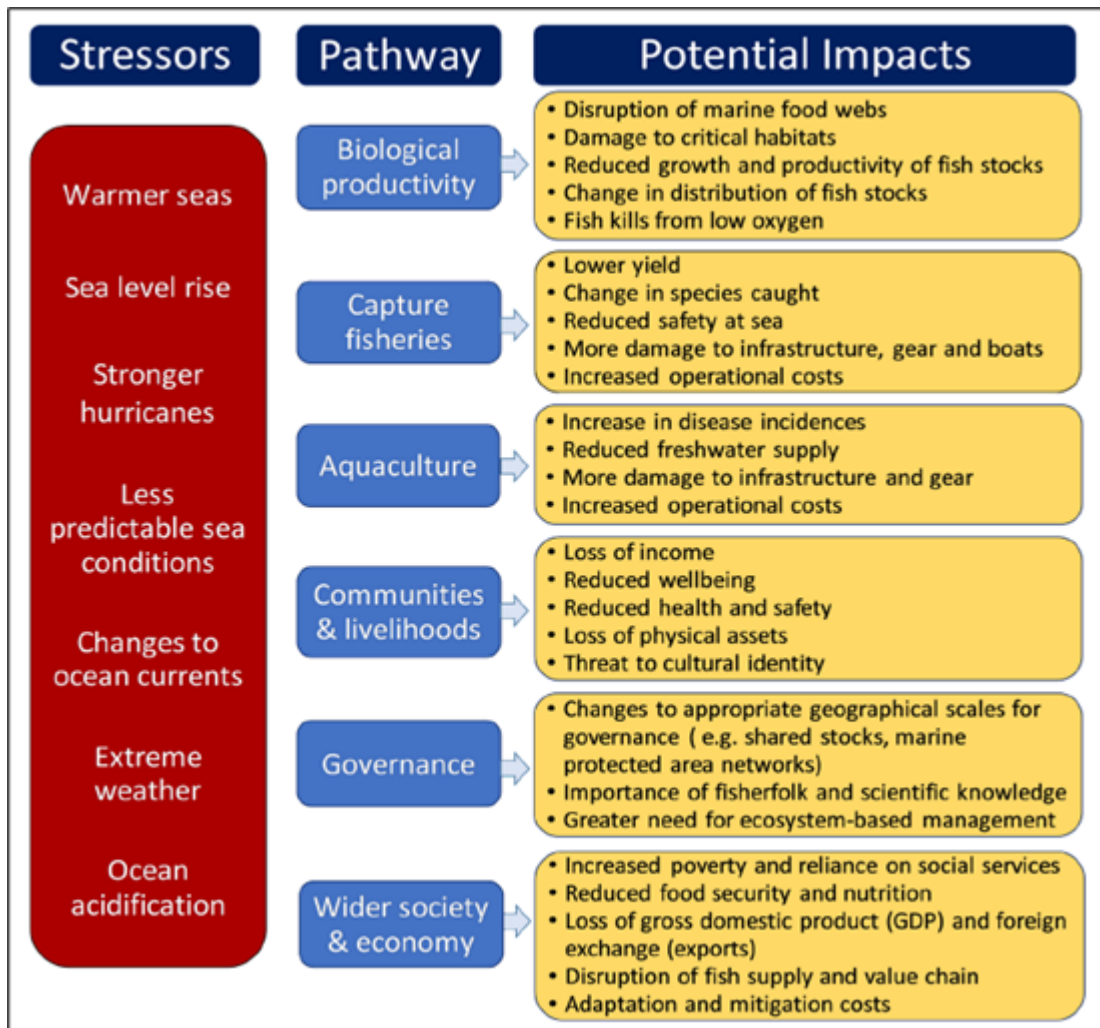 Stressors
Pathway
Potential Impacts
Warmer seas
Sea level rise
Stronger
hurricanes
Less
predictable sea
conditions
Changes to
ocean currents
Extreme
weather
Ocean
acidification
Biological
productivity
• Disruption of marine food webs
• Damage to critical habitats
• Reduced growth and productivity of fish stocks
• Change in distribution of fish stocks
• Fish kills from low oxygen
Capture
fisheries
• Lower yield
• Change in species caught
• Reduced safety at sea
• More damage to infrastructure, gear and boats
• Increased operational costs
Aquaculture
• Increase in disease incidences
• Reduced freshwater supply
• More damage to infrastructure and gear
• Increased operational costs
Communities
& livelihoods
• Loss of income
• Reduced wellbeing
• Reduced health and safety
• Loss of physical assets
• Threat to cultural identity
Governance
• Changes to appropriate geographical scales for
governance ( e.g. shared stocks, marine
protected area networks)
• Importance of fisherfolk and scientific knowledge
• Greater need for ecosystem-based management
Wider society
& economy
• Increased poverty and reliance on social services
• Reduced food security and nutrition
• Loss of gross domestic product (GDP) and foreign
exchange (exports)
• Disruption of fish supply and value chain
• Adaptation and mitigation costs